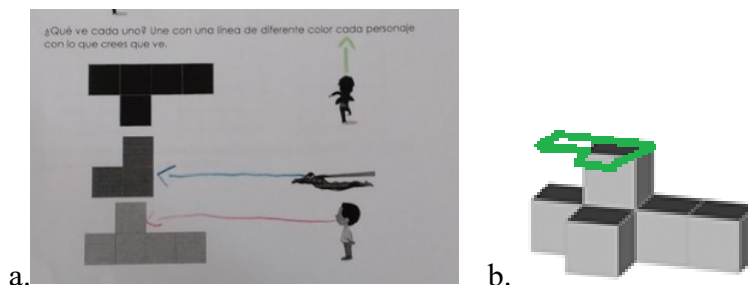 ¿Qué ve cada uno? Une con una línea de diferente color cada personaje
con lo que crees que ve.
a.
b.